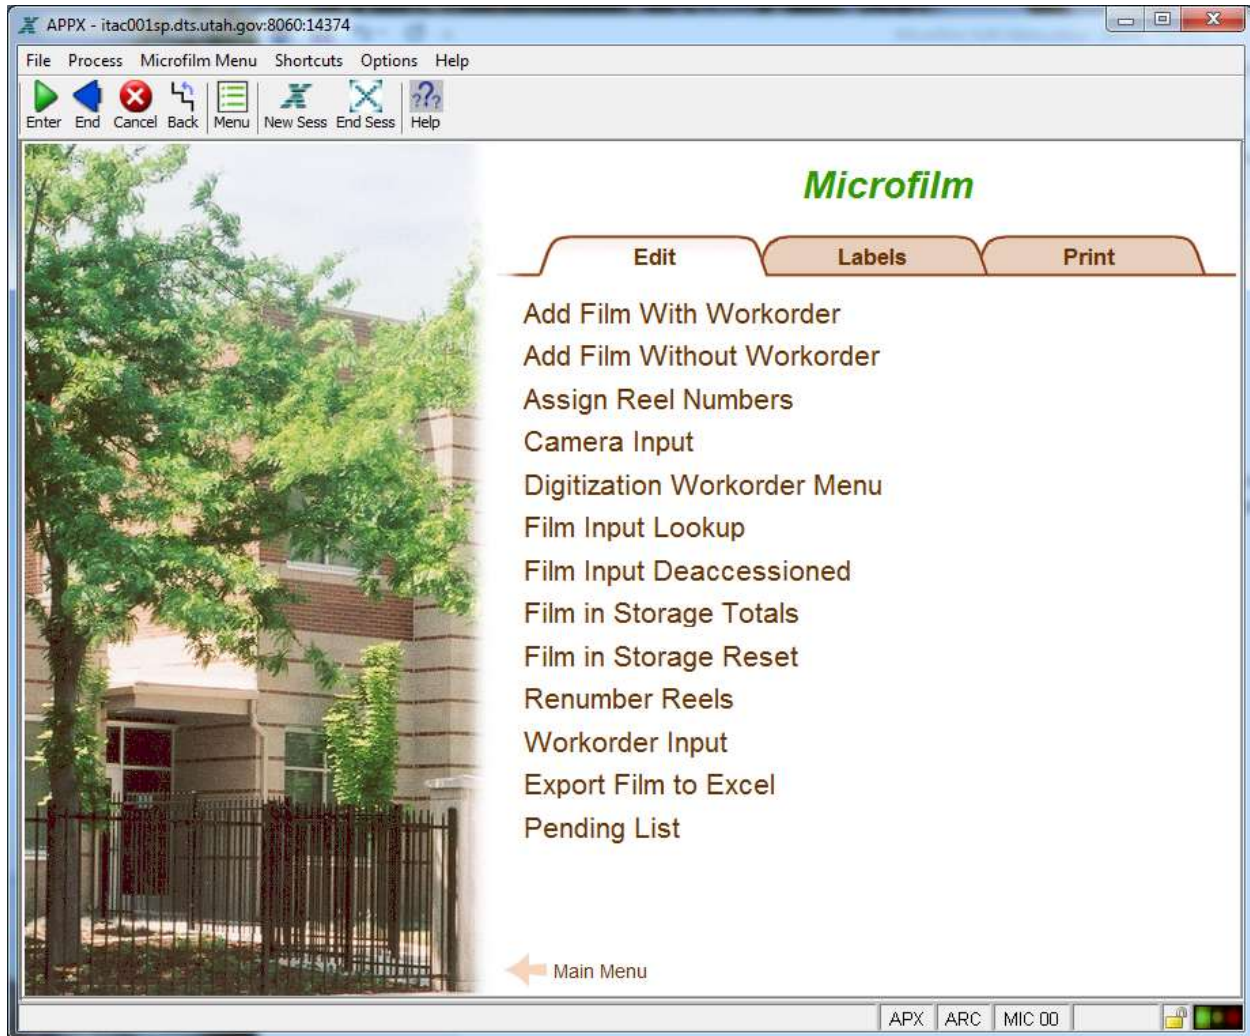 APPX - itac001sp.dts.utah.gov:8060:14374
File Process Microfilm Menu Shortcuts Options Help
Enter End Cancel Back Menu New Sess End Sess Help
Microfilm
Edit Labels Print
Add Film With Workorder
Add Film Without Workorder
Assign Reel Numbers
Camera Input
Digitization Workorder Menu
Film Input Lookup
Film Input Deaccessioned
Film in Storage Totals
Film in Storage Reset
Renumber Reels
Workorder Input
Export Film to Excel
Pending List
Main Menu
APX ARC MIC 00